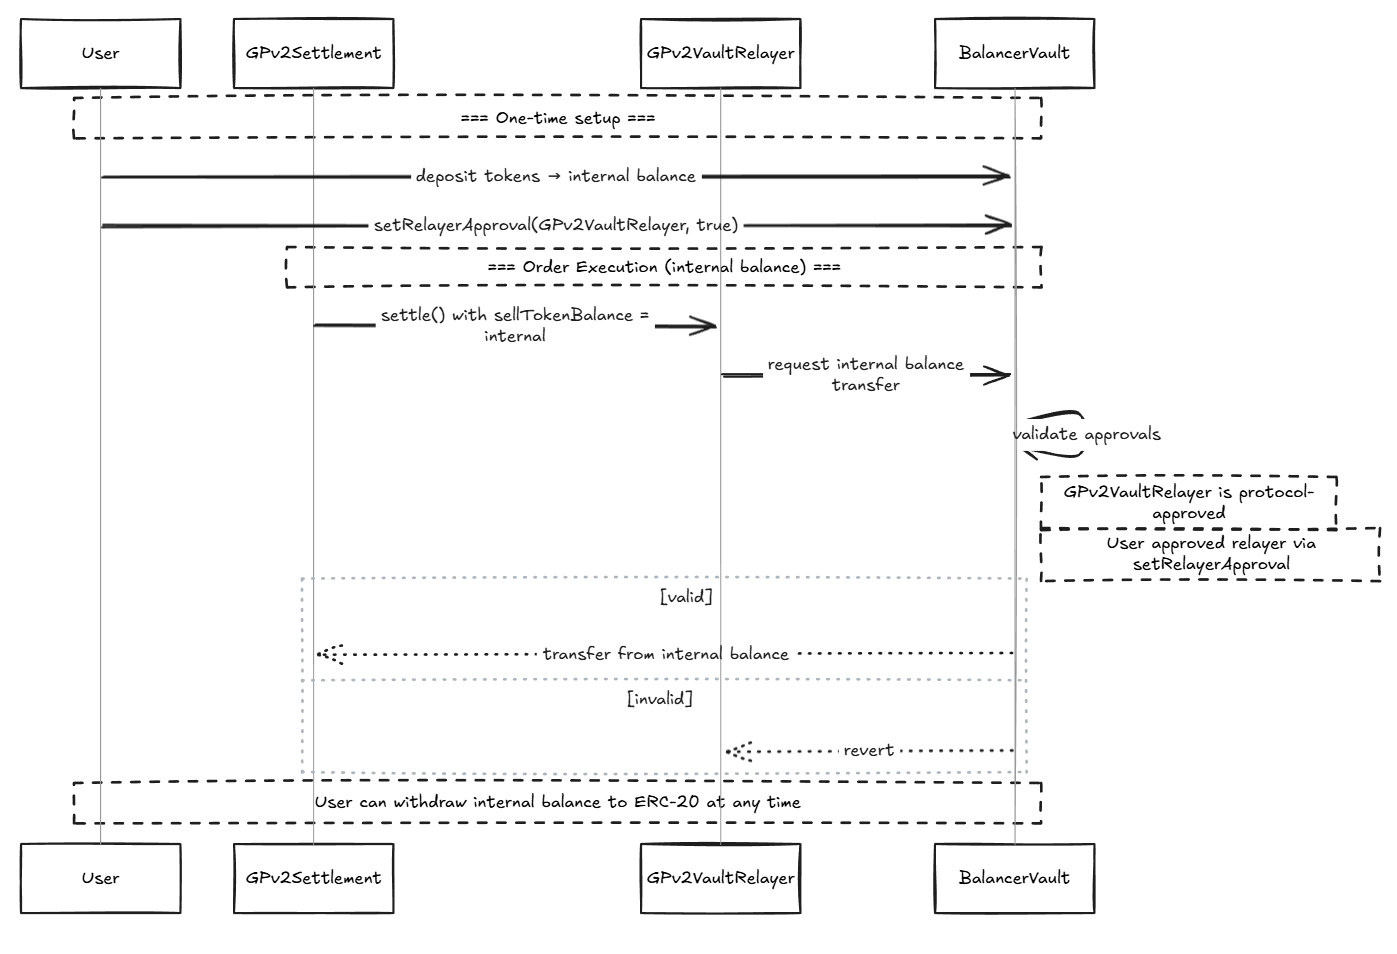 User
GPv2Settlement
GPv2VaultRelayer
BalancerVault
=== One-time setup ===
deposit tokens → internal balance
setRelayerApproval(GPv2VaultRelayer, true)
=== Order Execution (internal balance) ===
settle() with sellTokenBalance =
internal
request internal balance
transfer
validate approvals
GPv2VaultRelayer is protocol-
approved
User approved relayer via
setRelayerApproval
[valid]
transfer from internal balance
[invalid]
revert
User can withdraw internal balance to ERC-20 at any time
User
GPv2Settlement
GPv2VaultRelayer
BalancerVault